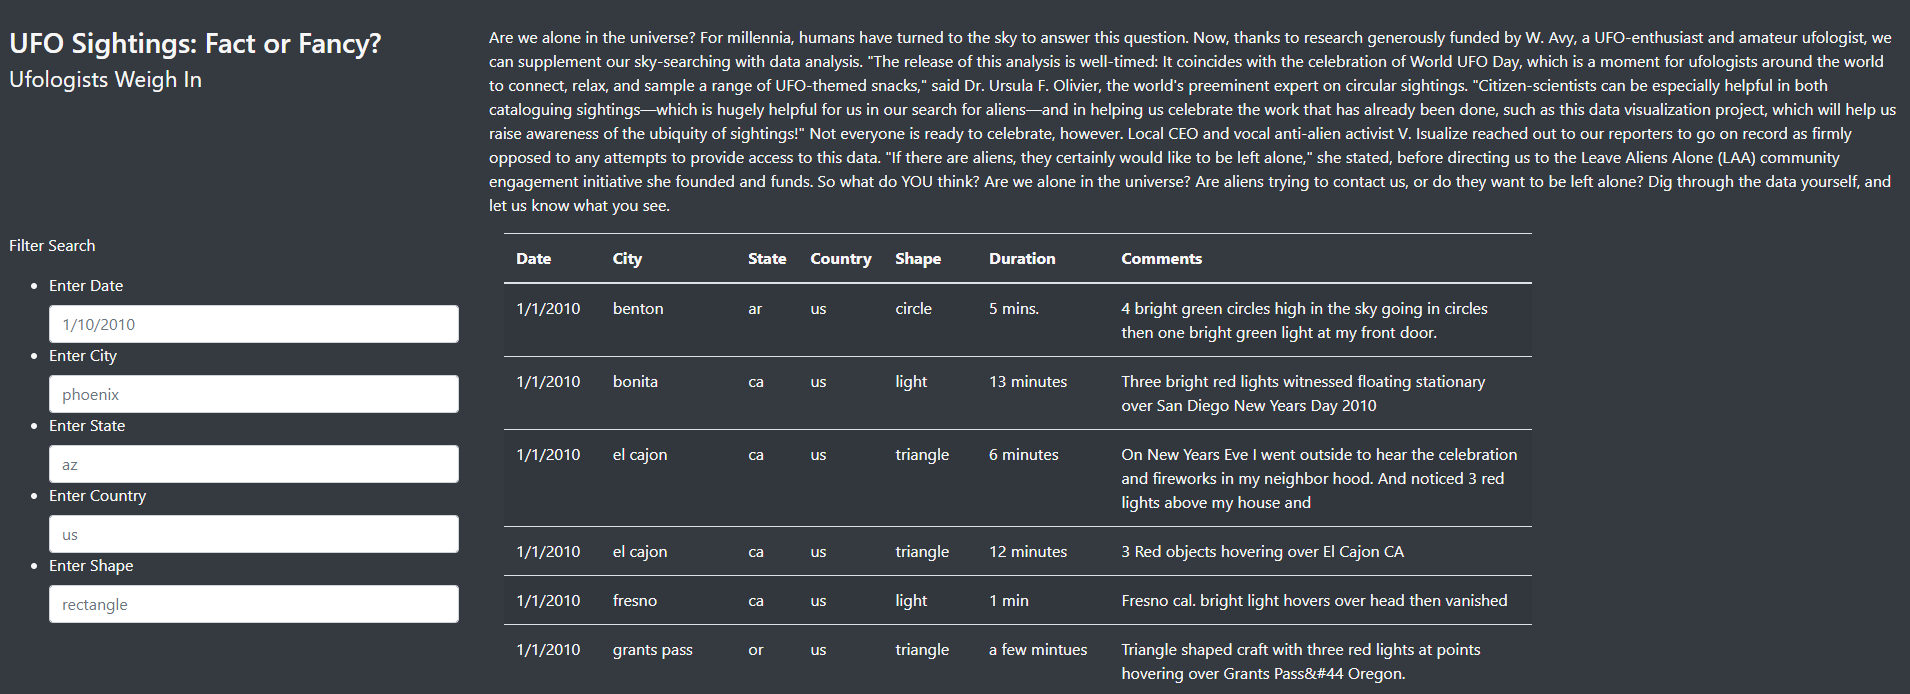 UFO Sightings: Fact or Fancy?
Ufologists Weigh In
Are we alone in the universe? For millennia, humans have turned to the sky to answer this question. Now, thanks to research generously funded by W. Avy, a UFO-enthusiast and amateur ufologist, we
can supplement our sky-searching with data analysis. "The release of this analysis is well-timed: It coincides with the celebration of World UFO Day, which is a moment for ufologists around the world
to connect, relax, and sample a range of UFO-themed snacks," said Dr. Ursula F. Olivier, the world's preeminent expert on circular sightings. "Citizen-scientists can be especially helpful in both
cataloguing sightings—which is hugely helpful for us in our search for aliens—and in helping us celebrate the work that has already been done, such as this data visualization project, which will help us
raise awareness of the ubiquity of sightings!" Not everyone is ready to celebrate, however. Local CEO and vocal anti-alien activist V. Isualize reached out to our reporters to go on record as firmly
opposed to any attempts to provide access to this data. "If there are aliens, they certainly would like to be left alone," she stated, before directing us to the Leave Aliens Alone (LAA) community
engagement initiative she founded and funds. So what do YOU think? Are we alone in the universe? Are aliens trying to contact us, or do they want to be left alone? Dig through the data yourself, and
let us know what you see.
Filter Search
Enter Date
1/10/2010
Enter City
phoenix
Enter State
az
Enter Country
us
Enter Shape
rectangle
Date City State Country Shape Duration Comments
1/1/2010 benton ar us circle 5 mins. 4 bright green circles high in the sky going in circles
then one bright green light at my front door.
1/1/2010 bonita ca us light 13 minutes Three bright red lights witnessed floating stationary
over San Diego New Years Day 2010
1/1/2010 el cajon ca us triangle 6 minutes On New Years Eve I went outside to hear the celebration
and fireworks in my neighbor hood. And noticed 3 red
lights above my house and
1/1/2010 el cajon ca us triangle 12 minutes 3 Red objects hovering over El Cajon CA
1/1/2010 fresno ca us light 1 min Fresno cal. bright light hovers over head then vanished
1/1/2010 grants pass or us triangle a few mintues Triangle shaped craft with three red lights at points
hovering over Grants Pass&#44 Oregon.